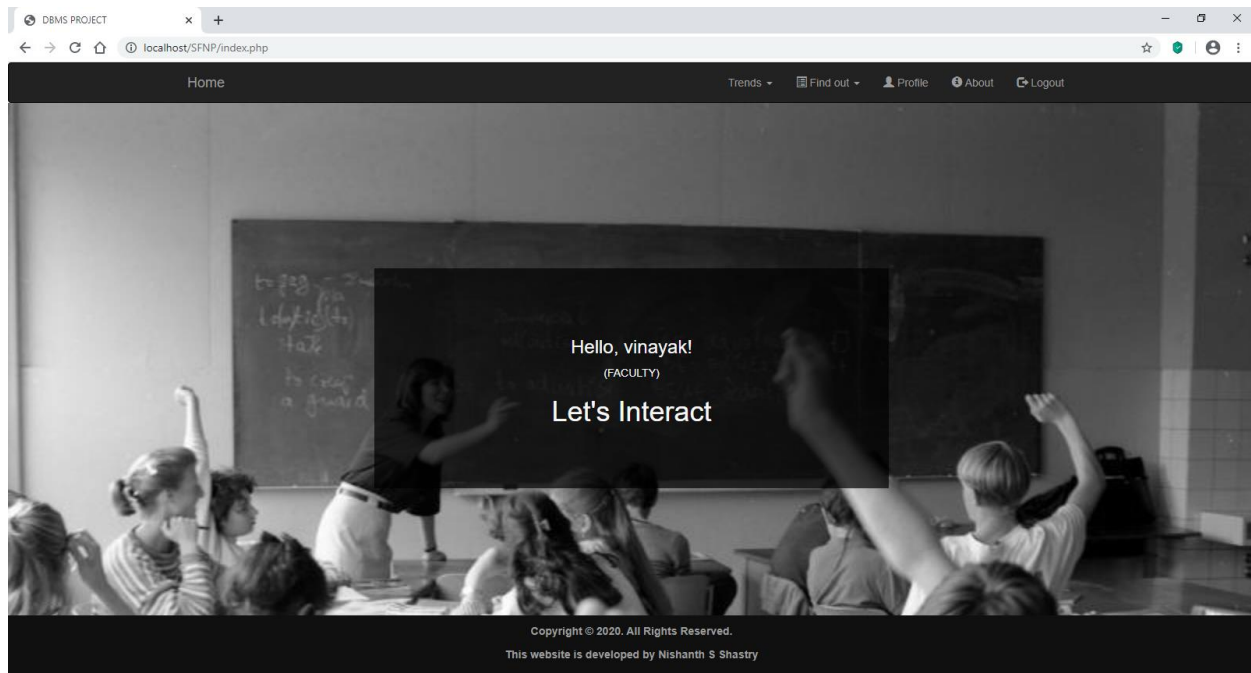 DBMS PROJECT
localhost/SFNP/index.php
Home
Trends
Find out
Profile
About
Logout
Hello, vinayak!
(FACULTY)
Let's Interact
Copyright © 2020. All Rights Reserved.
This website is developed by Nishanth S Shastry